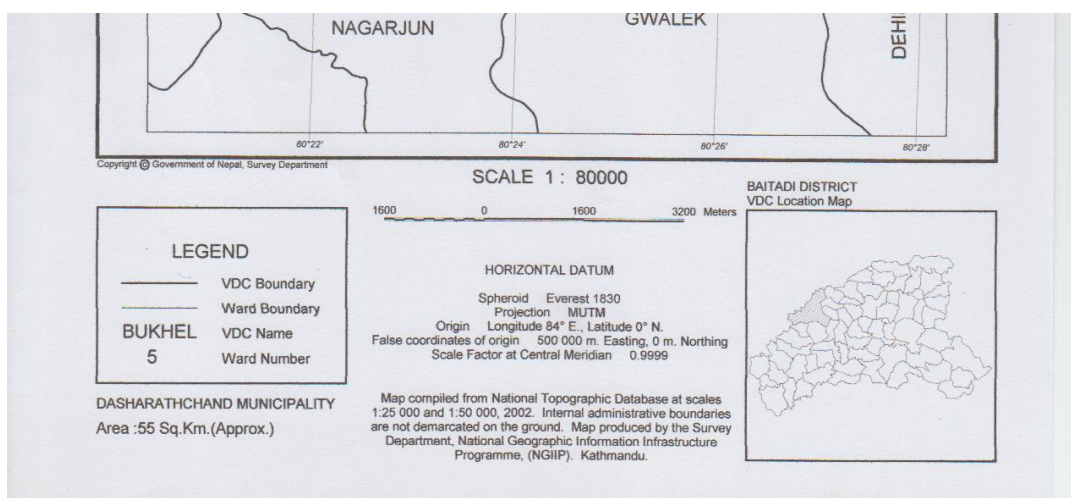 NAGARJUN
GWALEK
80°22'
80°24'
80°26'
80°28'
Copyright © Government of Nepal, Survey Department
SCALE 1 : 80000
1600 0 1600 3200 Meters
LEGEND
VDC Boundary
Ward Boundary
BUKHEL VDC Name
5 Ward Number
DASHARATHCHAND MUNICIPALITY
Area :55 Sq.Km.(Approx.)
HORIZONTAL DATUM
Spheroid Everest 1830
Projection MUTM
Origin Longitude 84° E., Latitude 0° N.
False coordinates of origin 500 000 m. Easting, 0 m. Northing
Scale Factor at Central Meridian 0.9999
Map compiled from National Topographic Database at scales
1:25 000 and 1:50 000, 2002. Internal administrative boundaries
are not demarcated on the ground. Map produced by the Survey
Department, National Geographic Information Infrastructure
Programme, (NGIIP). Kathmandu.
BAITADI DISTRICT
VDC Location Map